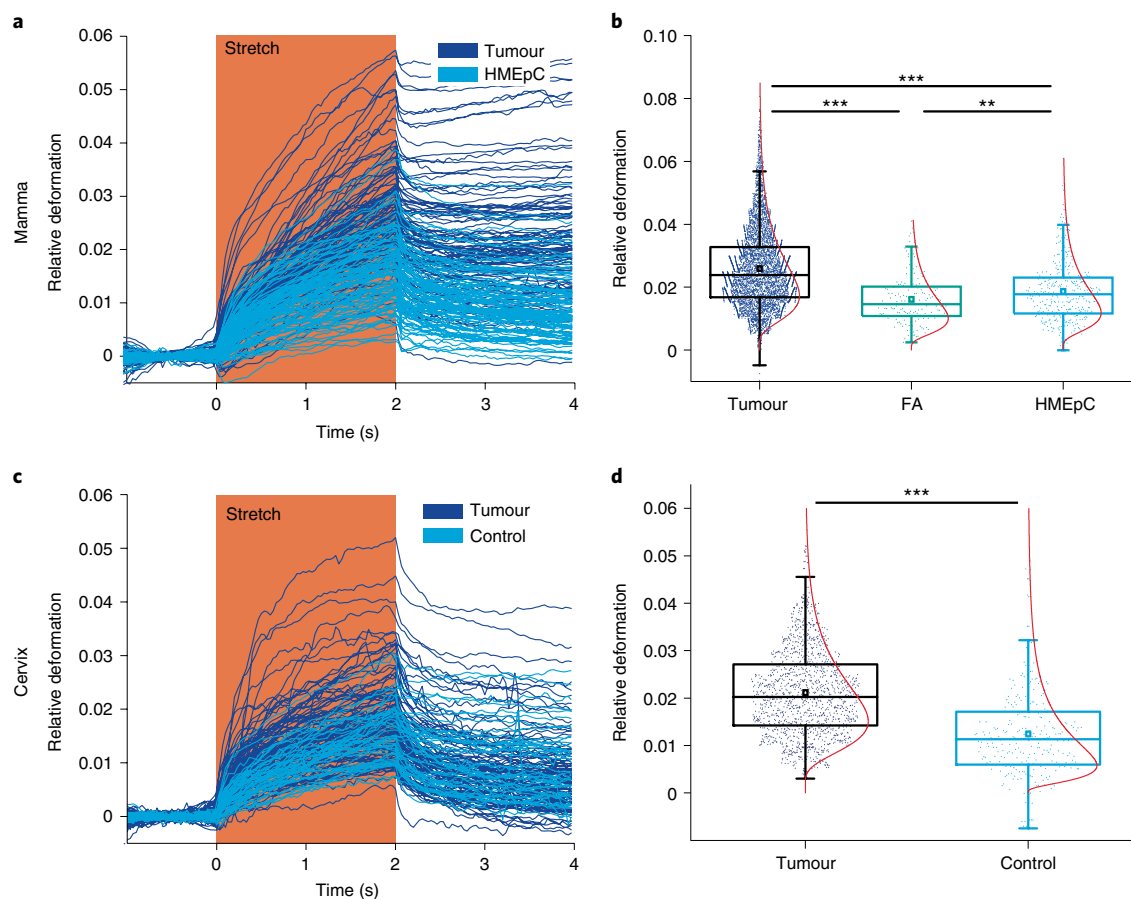 a
0.06
0.05
0.04
0.03
0.02
0.01
0
Relative deformation
Mamma
Stretch
Tumour
HMEpC
0
1
2
3
4
Time (s)
b
0.10
0.08
0.06
0.04
0.02
0
Relative deformation
***
***
**
Tumour
FA
HMEpC
c
0.06
0.05
0.04
0.03
0.02
0.01
0
Relative deformation
Cervix
Stretch
Tumour
Control
0
1
2
3
4
Time (s)
d
0.06
0.05
0.04
0.03
0.02
0.01
0
Relative deformation
***
Tumour
Control